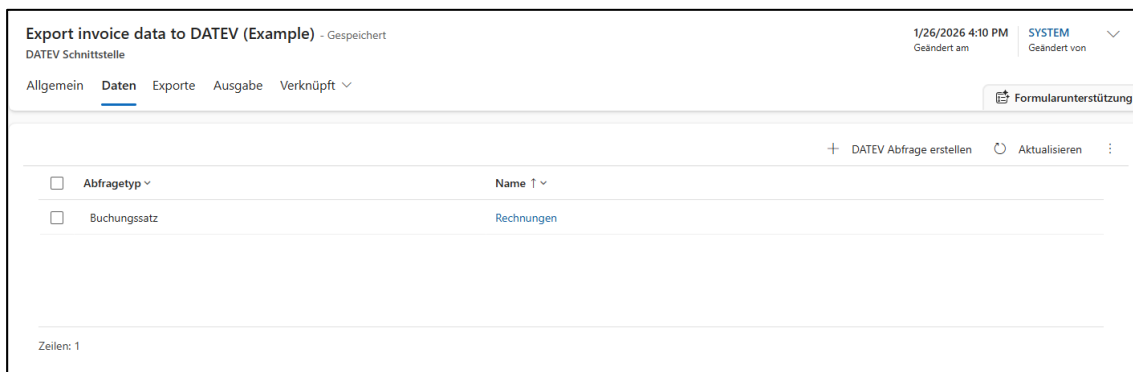 Export invoice data to DATEV (Example) - Gespeichert
DATEV Schnittstelle
1/26/2026 4:10 PM
Geändert am
SYSTEM
Geändert von
Allgemein Daten Exporte Ausgabe Verknüpft
Formularunterstützung
+ DATEV Abfrage erstellen Aktualisieren
Abfragetyp Name ↑
Buchungssatz Rechnungen
Zeilen: 1